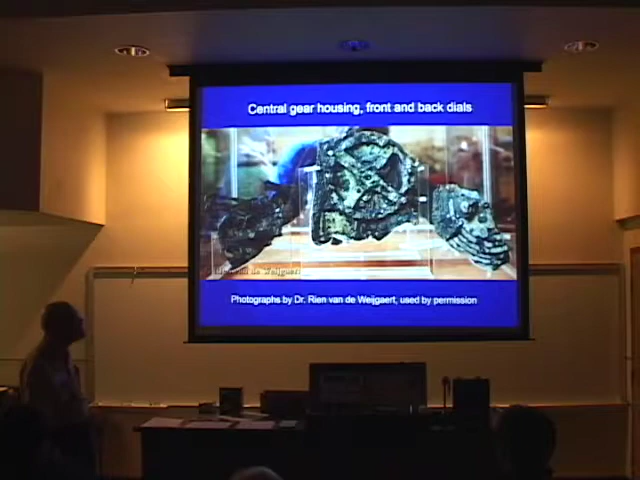 Central gear housing, front and back dials
Photographs by Dr. Rien van de Weijgaert, used by permission